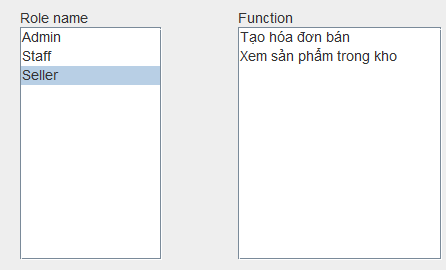 Role name
Admin
Staff
Seller
Function
Tạo hóa đơn bán
Xem sản phẩm trong kho